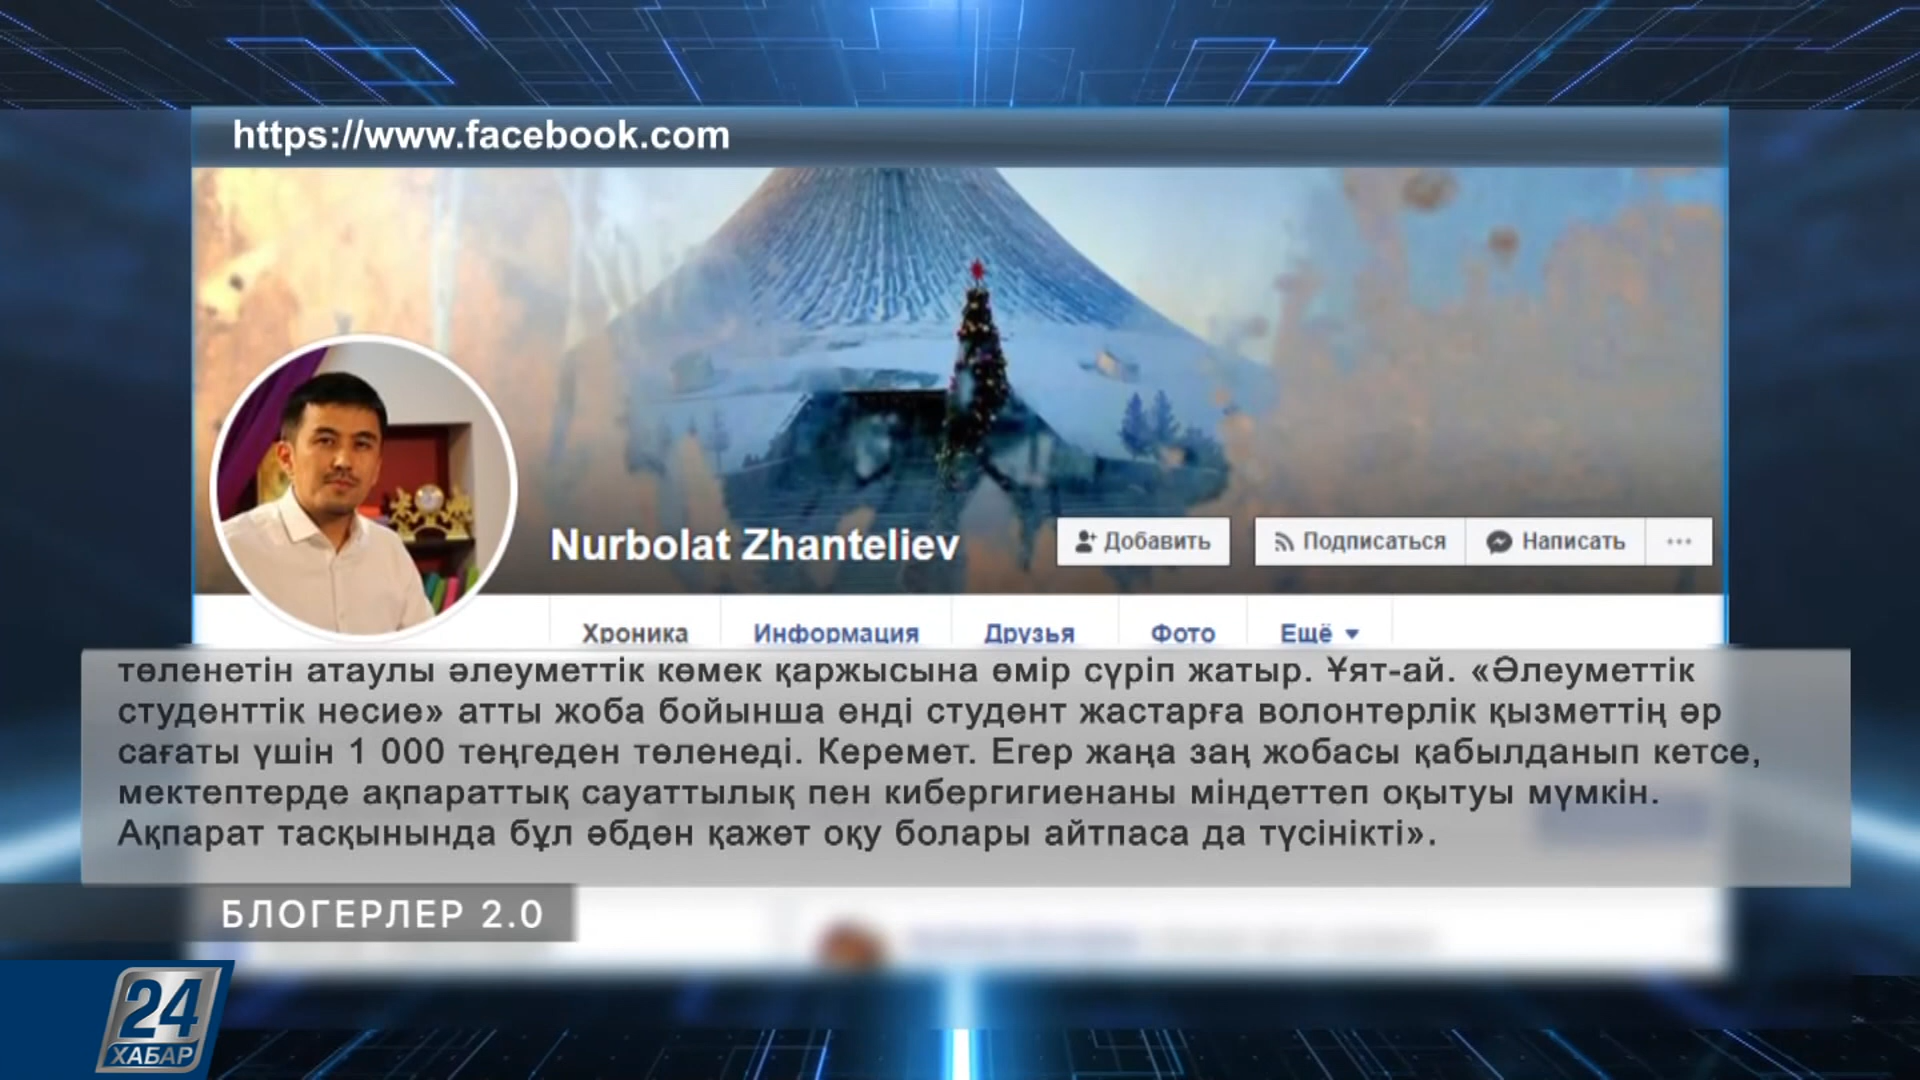 https://www.facebook.com
Nurbolat Zhanteliev
Добавить
Подписаться
Написать
Хроника
Информация
Друзья
Фото
Ещё
төленетін атаулы әлеуметтік көмек қаржысына өмір сүріп жатыр. Ұят-ай. «Әлеуметтік
студенттік несие» атты жоба бойынша енді студент жастарға волонтерлік қызметтің әр
сағаты үшін 1 000 теңгеден төленеді. Керемет. Егер жаңа заң жобасы қабылданып кетсе,
мектептерде ақпараттық сауаттылық пен кибергигиенаны міндеттеп оқытуы мүмкін.
Ақпарат тасқынында бұл әбден қажет оқу болары айтпаса да түсінікті».
БЛОГЕРЛЕР 2.0
24
ХАБАР